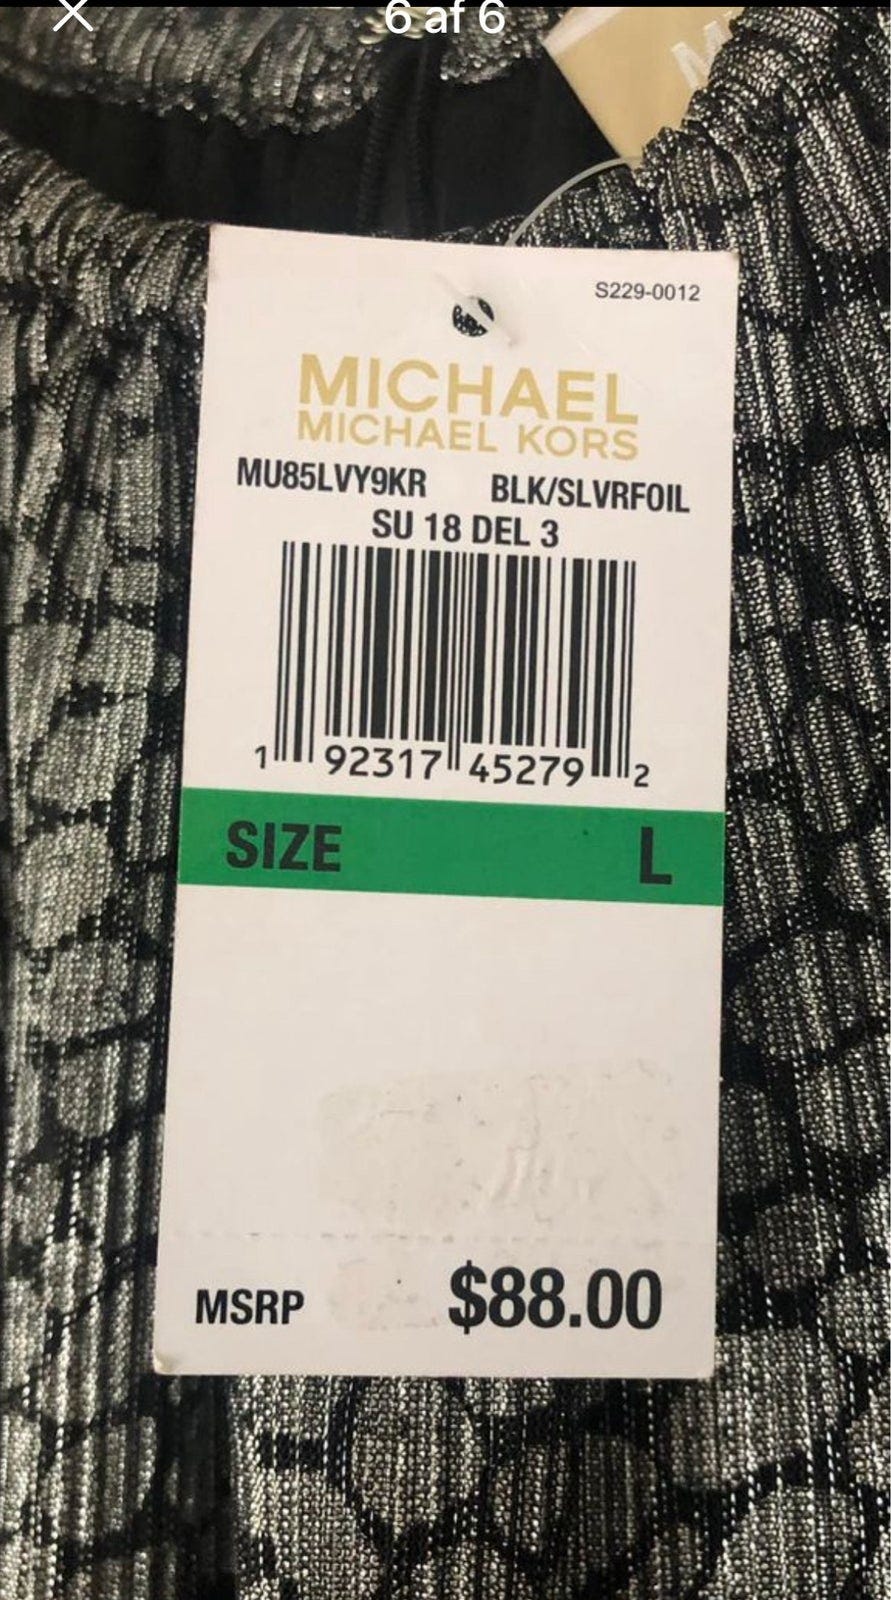 6 af 6
S229-0012
MICHAEL
MICHAEL KORS
MU85LVY9KR BLK/SLVRFOIL
SU 18 DEL 3
1 92317 45279 2
SIZE L
MSRP $88.00